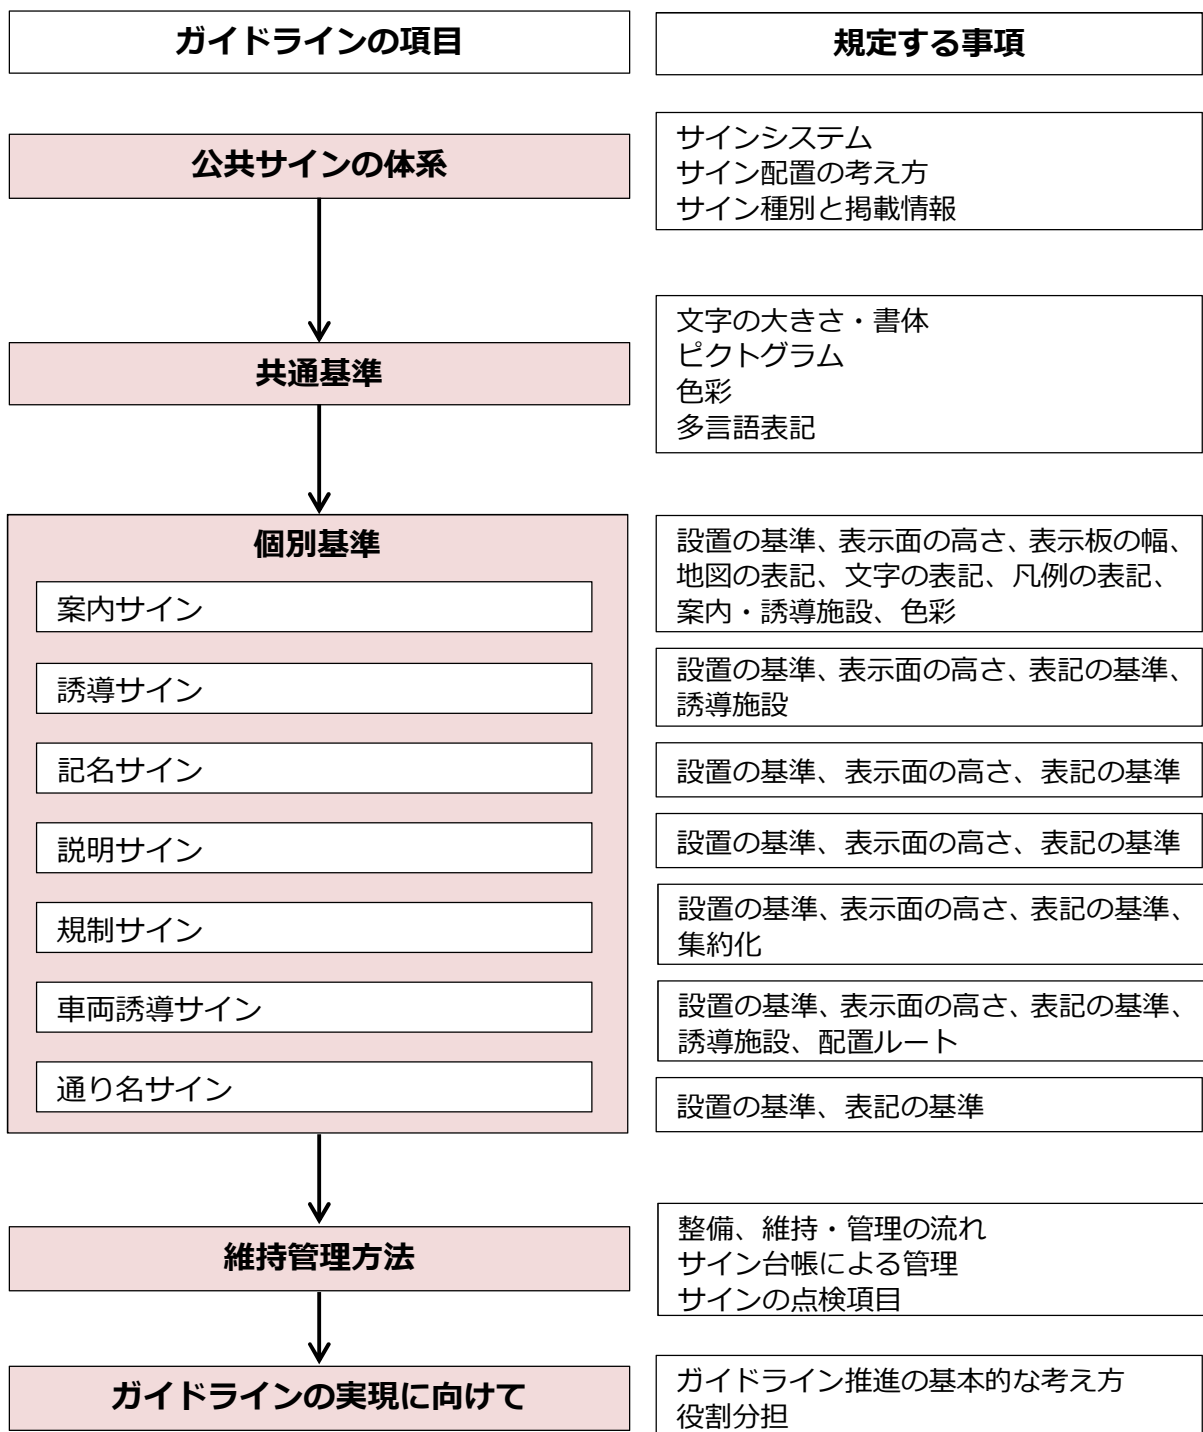 ガイドラインの項目
規定する事項
公共サインの体系
サインシステム
サイン配置の考え方
サイン種別と掲載情報
共通基準
文字の大きさ・書体
ピクトグラム
色彩
多言語表記
個別基準
設置の基準、表示面の高さ、表示板の幅、
地図の表記、文字の表記、凡例の表記、
案内・誘導施設、色彩
案内サイン
誘導サイン
設置の基準、表示面の高さ、表記の基準、
誘導施設
記名サイン
設置の基準、表示面の高さ、表記の基準
説明サイン
設置の基準、表示面の高さ、表記の基準
規制サイン
設置の基準、表示面の高さ、表記の基準、
集約化
車両誘導サイン
設置の基準、表示面の高さ、表記の基準、
誘導施設、配置ルート
通り名サイン
設置の基準、表記の基準
維持管理方法
整備、維持・管理の流れ
サイン台帳による管理
サインの点検項目
ガイドラインの実現に向けて
ガイドライン推進の基本的な考え方
役割分担